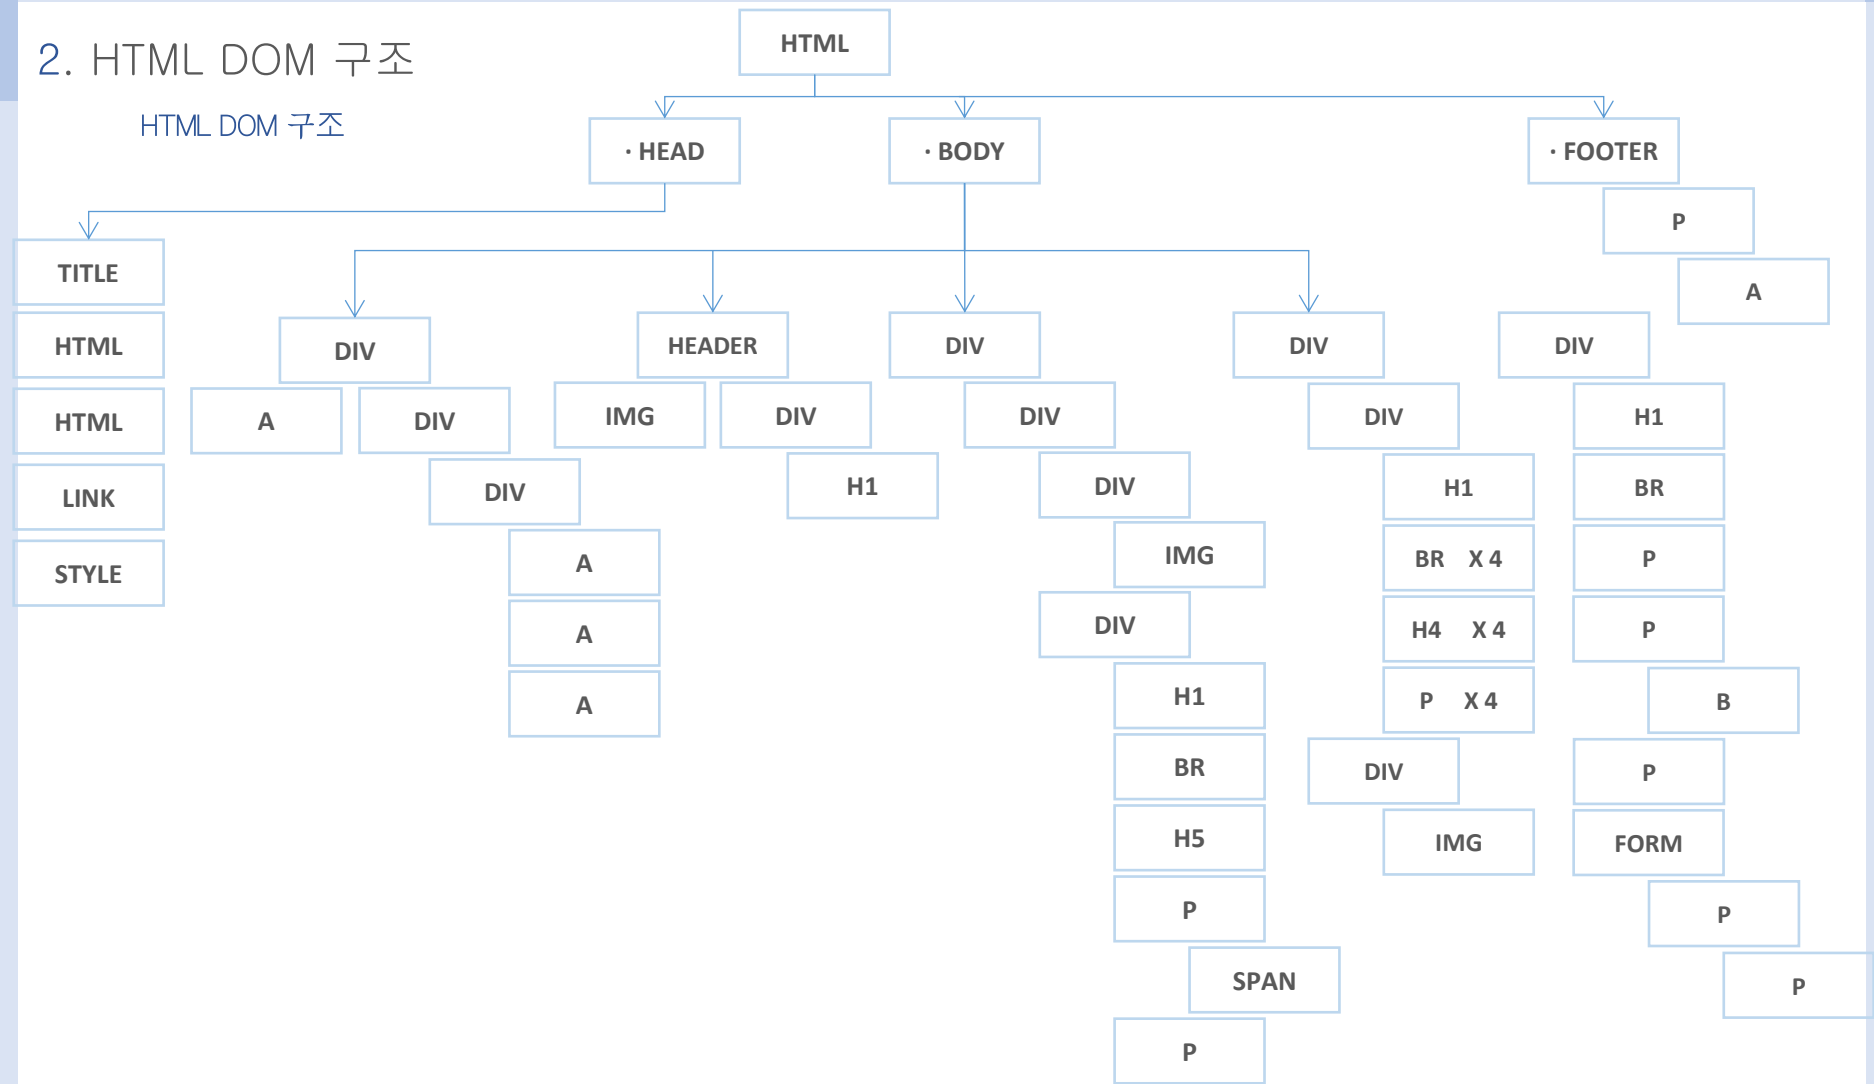 2. HTML DOM 구조
HTML DOM 구조
HTML
· HEAD
· BODY
· FOOTER
P
A
TITLE
HTML
HTML
LINK
STYLE
DIV
A
DIV
DIV
A
A
A
HEADER
IMG
DIV
H1
DIV
DIV
DIV
IMG
DIV
H1
BR
H5
P
SPAN
P
DIV
DIV
H1
BR X 4
H4 X 4
P X 4
DIV
IMG
DIV
H1
BR
P
P
B
P
FORM
P
P